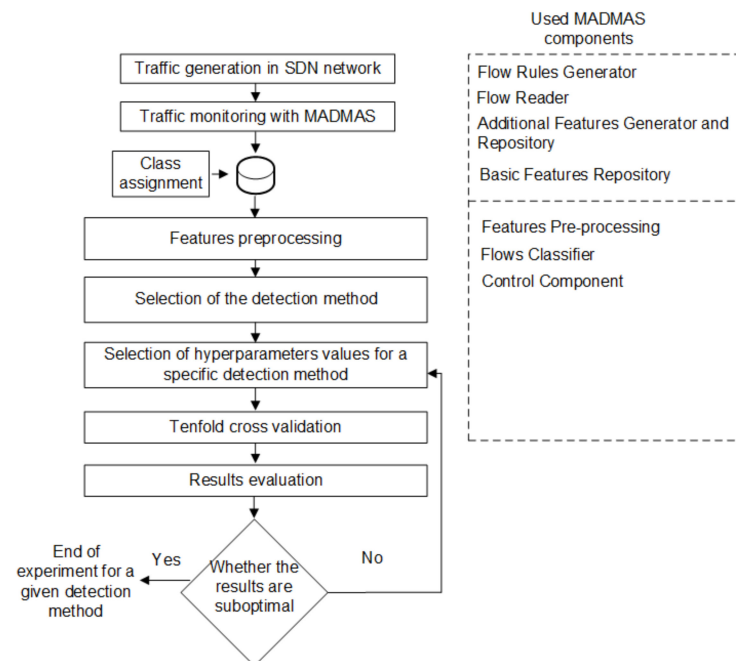 Used MADMAS
components
Traffic generation in SDN network
Traffic monitoring with MADMAS
Class
assignment
Features preprocessing
Selection of the detection method
Selection of hyperparameters values for a
specific detection method
Tenfold cross validation
Results evaluation
Whether the
results are
suboptimal
Yes
No
End of
experiment for a
given detection
method
Flow Rules Generator
Flow Reader
Additional Features Generator and
Repository
Basic Features Repository
Features Pre-processing
Flows Classifier
Control Component